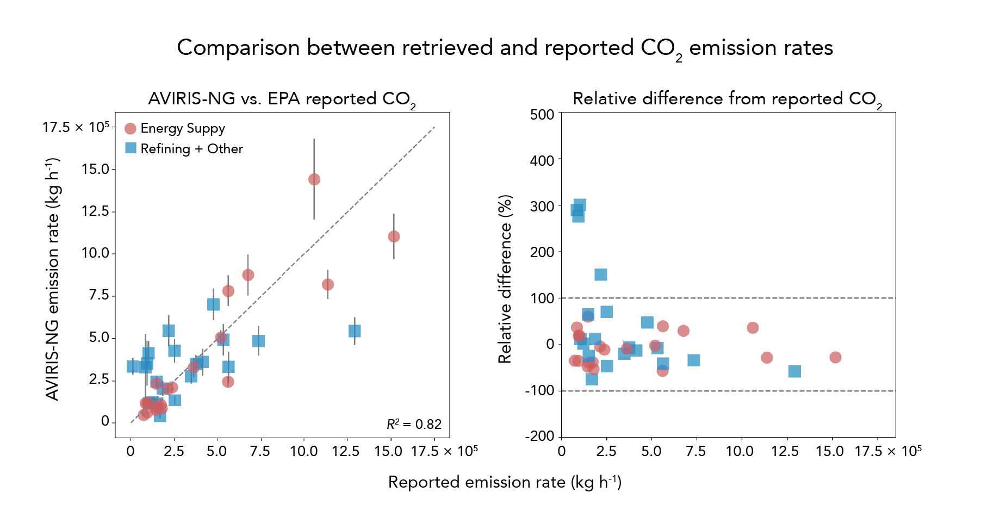 Comparison between retrieved and reported CO2 emission rates
AVIRIS-NG vs. EPA reported CO2
AVIRIS-NG emission rate (kg h-1)
17.5 × 105
15.0
12.5
10.0
7.5
5.0
2.5
0
Energy Suppy
Refining + Other
R2 = 0.82
0 2.5 5.0 7.5 10.0 12.5 15.0 17.5 × 105
Relative difference from reported CO2
Relative difference (%)
500
400
300
200
100
0
-100
-200
0 2.5 5.0 7.5 10.0 12.5 15.0 17.5 × 105
Reported emission rate (kg h-1)